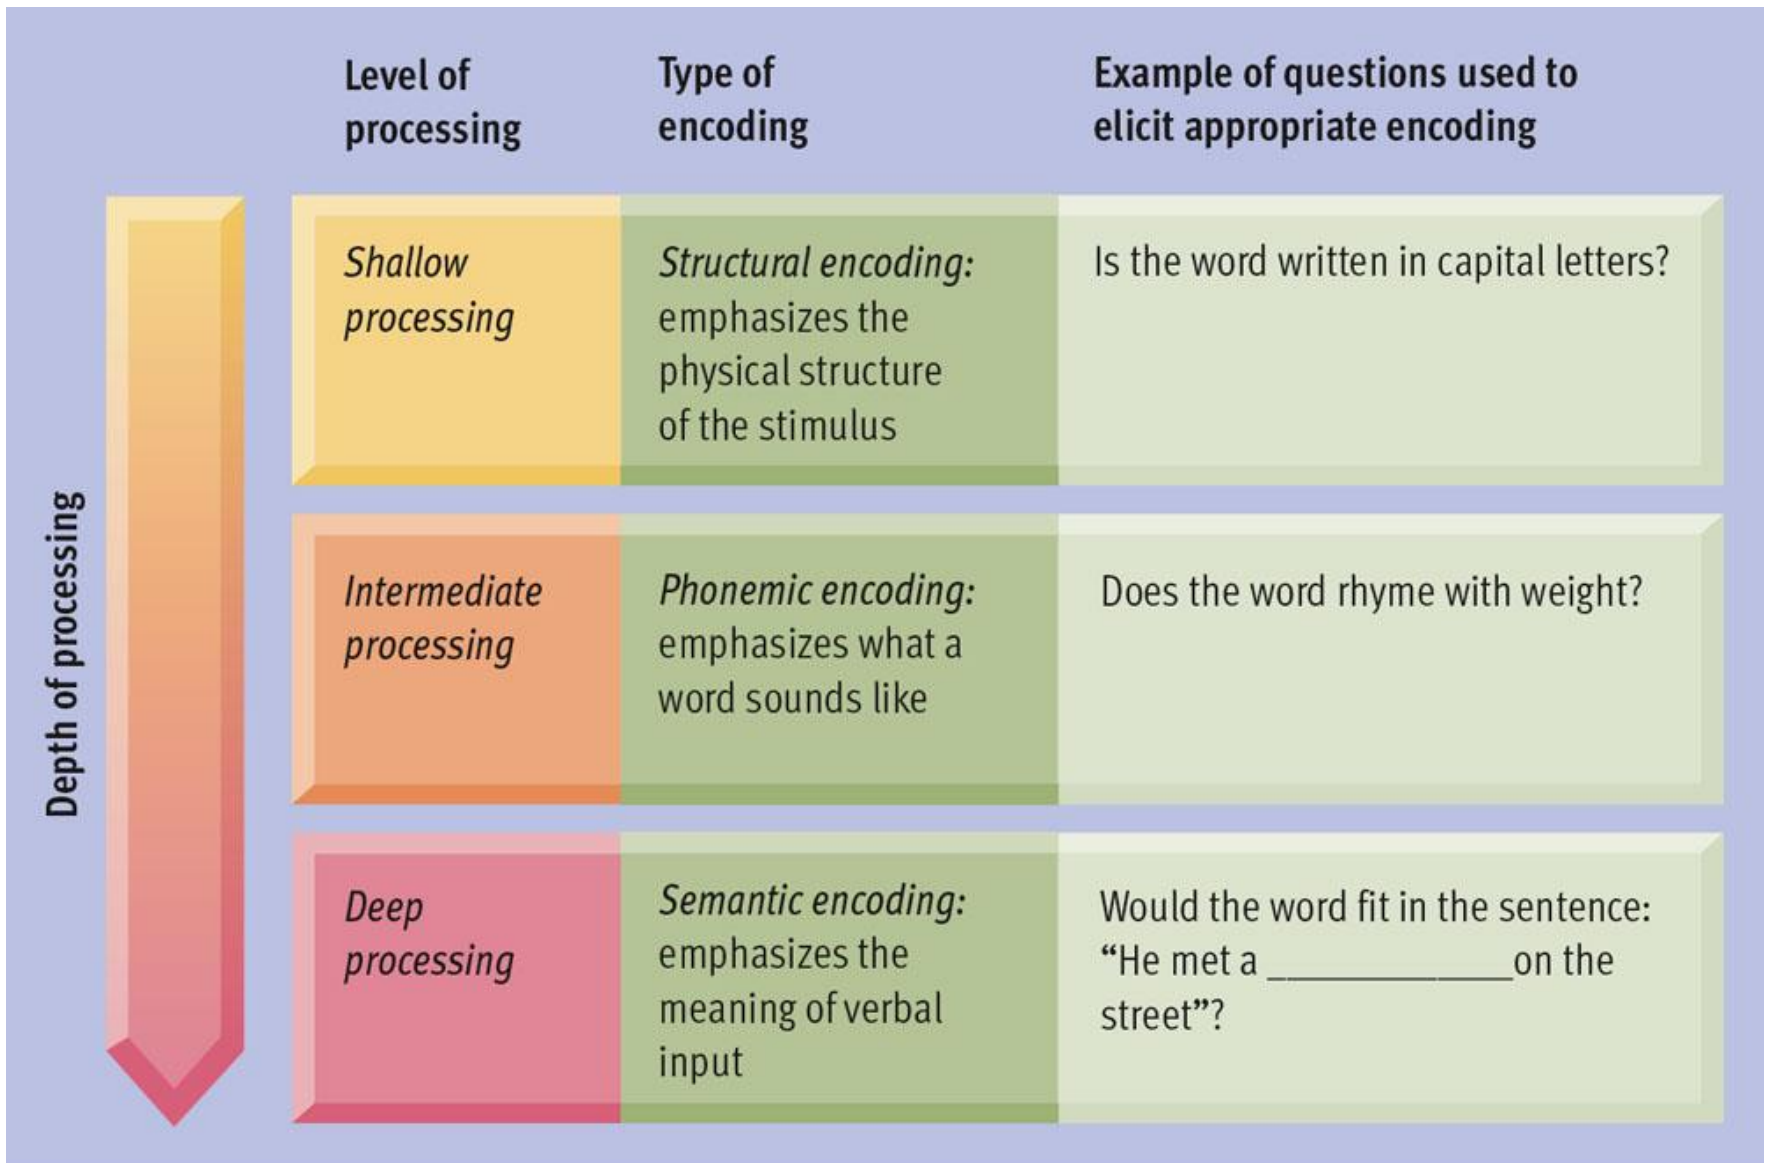 Level of
processing
Type of
encoding
Example of questions used to
elicit appropriate encoding
Depth of processing
Shallow
processing
Structural encoding:
emphasizes the
physical structure
of the stimulus
Is the word written in capital letters?
Intermediate
processing
Phonemic encoding:
emphasizes what a
word sounds like
Does the word rhyme with weight?
Deep
processing
Semantic encoding:
emphasizes the
meaning of verbal
input
Would the word fit in the sentence:
“He met a _____________on the
street”?